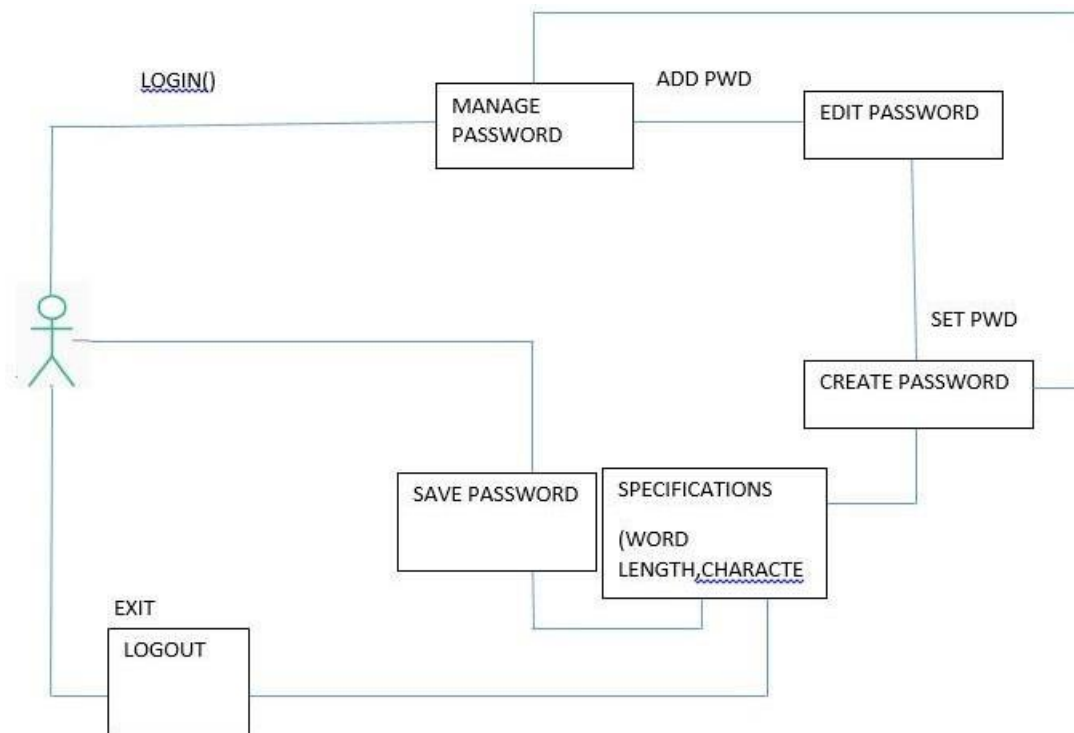 LOGIN()
MANAGE
PASSWORD
ADD PWD
EDIT PASSWORD
SET PWD
CREATE PASSWORD
SAVE PASSWORD
SPECIFICATIONS
(WORD
LENGTH,CHARACTE
EXIT
LOGOUT